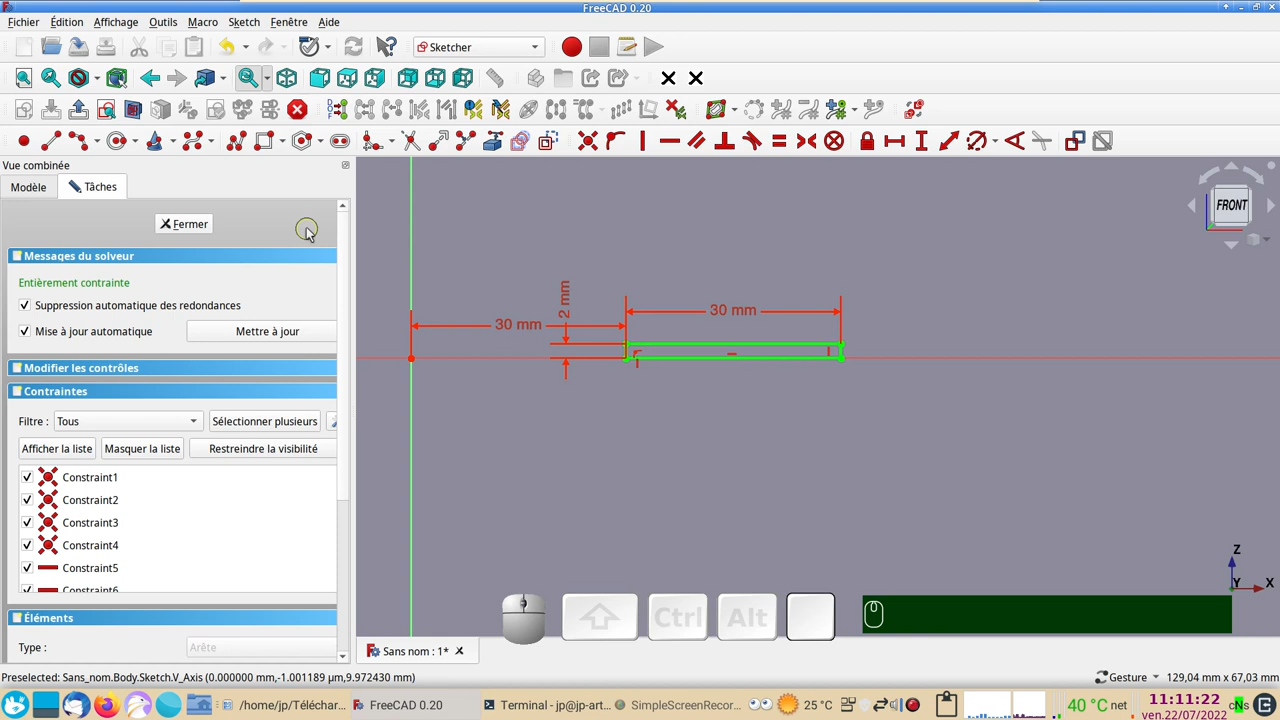 FreeCAD 0.20
Fichier Édition Affichage Outils Macro Sketch Fenêtre Aide
Sketcher
Vue combinée
Modèle Tâches
Fermer
Messages du solveur
Entièrement contrainte
Suppression automatique des redondances
Mise à jour automatique Mettre à jour
Modifier les contrôles
Contraintes
Filtre : Tous Sélectionner plusieurs
Afficher la liste Masquer la liste Restreindre la visibilité
Constraint1
Constraint2
Constraint3
Constraint4
Constraint5
Constraint6
Éléments
Type : Arête
30 mm
2 mm
30 mm
FRONT
Z
Y X
Ctrl Alt
Sans nom : 1*
Preselected: Sans_nom.Body.Sketch.V_Axis (0.000000 mm,-1.001189 µm,9.972430 mm) Gesture 129,04 mm x 67,03 mm
/home/jp/Téléchar... FreeCAD 0.20 Terminal - jp@jp-art... SimpleScreenRecor... 25 °C 40 °C net 11:11:22
ven.22/07/2022